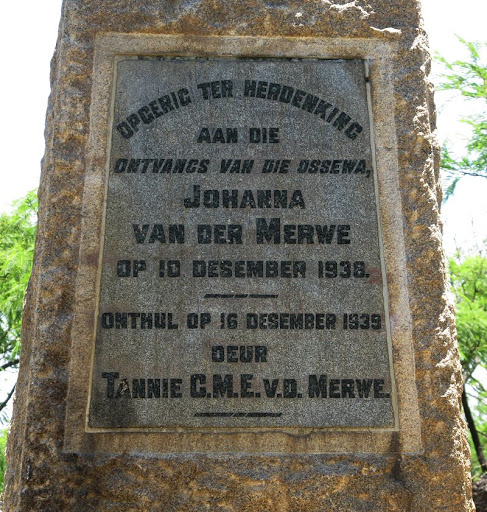 OPGERIG TER HERDENKING
AAN DIE
ONTVANGS VAN DIE OSSEWA,
JOHANNA
VAN DER MERWE
OP 10 DESEMBER 1938.
ONTHUL OP 16 DESEMBER 1939
DEUR
TANNIE C.M.E. V.D. MERWE.